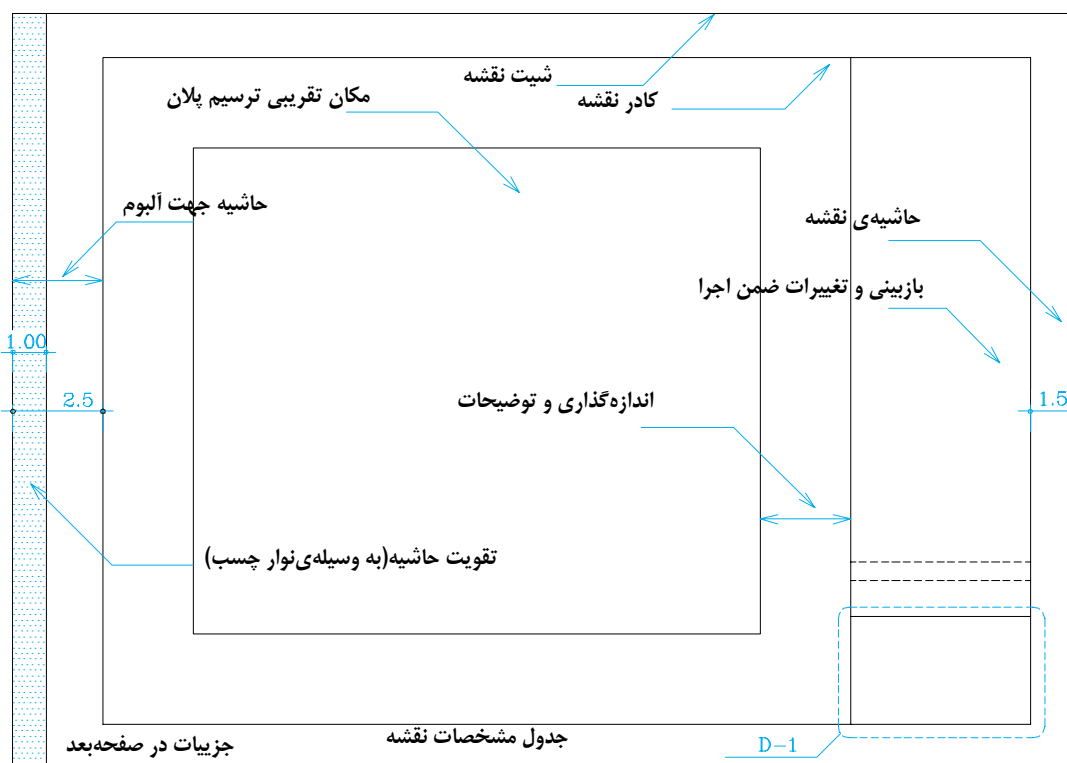 شیت نقشه
کادر نقشه
مکان تقریبی ترسیم پلان
حاشیه جهت آلبوم
حاشیه‌ی نقشه
بازبینی و تغییرات ضمن اجرا
1.00
2.5
اندازه‌گذاری و توضیحات
1.5
تقویت حاشیه(به وسیله‌ی‌نوار چسب)
جدول مشخصات نقشه
جزییات در صفحه‌بعد
D-1